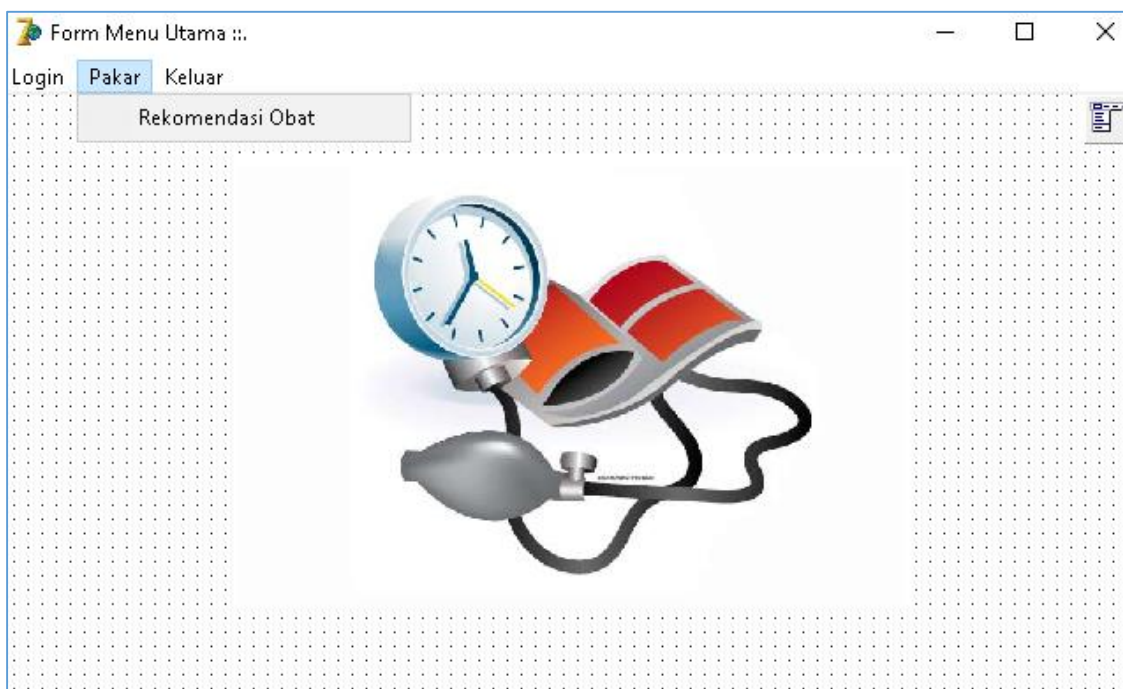 Form Menu Utama ::.
Login Pakar Keluar
Rekomendasi Obat